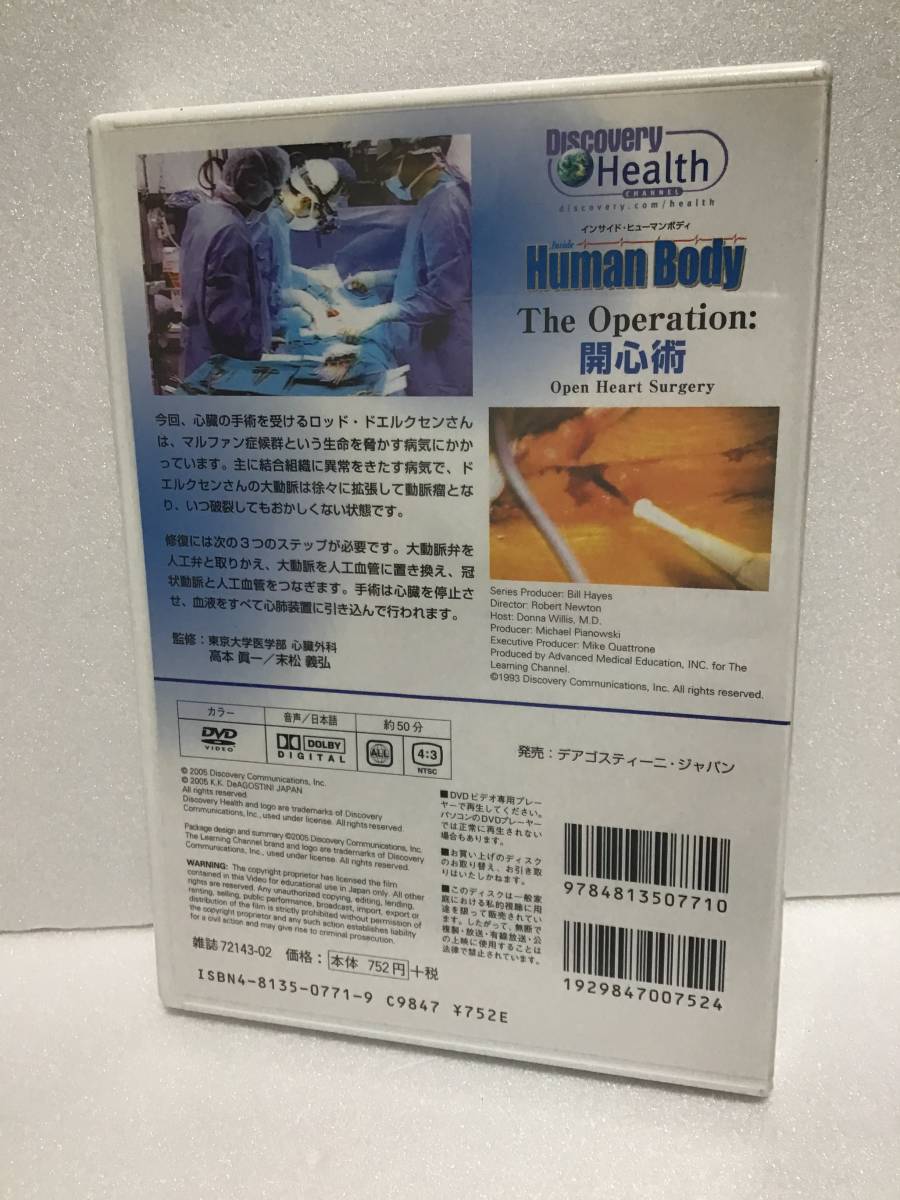 Discovery
Health
CHANNEL
discovery.com/health
インサイド・ヒューマンボディ
Inside
Human Body
The Operation:
開心術
Open Heart Surgery
今回、心臓の手術を受けるロッド・ドエルクセンさん
は、マルファン症候群という生命を脅かす病気にかか
っています。主に結合組織に異常をきたす病気で、ド
エルクセンさんの大動脈は徐々に拡張して動脈瘤とな
り、いつ破裂してもおかしくない状態です。
修復には次の3つのステップが必要です。大動脈弁を
人工弁と取りかえ、大動脈を人工血管に置き換え、冠
状動脈と人工血管をつなぎます。手術は心臓を停止さ
せ、血液をすべて心肺装置に引き込んで行われます。
監修：東京大学医学部 心臓外科
高本 眞一／末松 義弘
Series Producer: Bill Hayes
Director: Robert Newton
Host: Donna Willis, M.D.
Producer: Michael Pianowski
Executive Producer: Mike Quattrone
Produced by Advanced Medical Education, INC. for The
Learning Channel.
©1993 Discovery Communications, Inc. All rights reserved.
カラー
音声／日本語
約50分
DVD
VIDEO
DOLBY
DIGITAL
ALL
4:3
NTSC
発売：デアゴスティーニ・ジャパン
© 2005 Discovery Communications, Inc.
© 2005 K.K. DeAGOSTINI JAPAN
All rights reserved.
Discovery Health and logo are trademarks of Discovery
Communications, Inc., used under license. All rights reserved.
Package design and summary ©2005 Discovery Communications, Inc.
The Learning Channel brand and logo are trademarks of Discovery
Communications, Inc., used under license. All rights reserved.
WARNING: The copyright proprietor has licensed the film
contained in this Video for educational use in Japan only. All other
rights are reserved. Any unauthorized copying, editing, lending,
renting, selling, public performance, broadcast, import, export or
distribution of the film is strictly prohibited without permission of
the copyright proprietor and any such action establishes liability
for a civil action and may give rise to criminal prosecution.
■DVDビデオ専用プレー
ヤーで再生してください。
パソコンのDVDプレーヤー
では正常に再生されない
場合もあります。
■お買い上げのディスク
のお取り替え、お引き取
りはいたしかねます。
■このディスクは一般家
庭における私的視聴に用
途を限って販売されてい
ます。したがって、無断で
複製・放送・有線放送・公
の上映に使用することは
法律で禁止されています。
9784813507710
1929847007524
雑誌 72143-02 価格：本体 752円+税
ISBN4-8135-0771-9 C9847 ¥752E